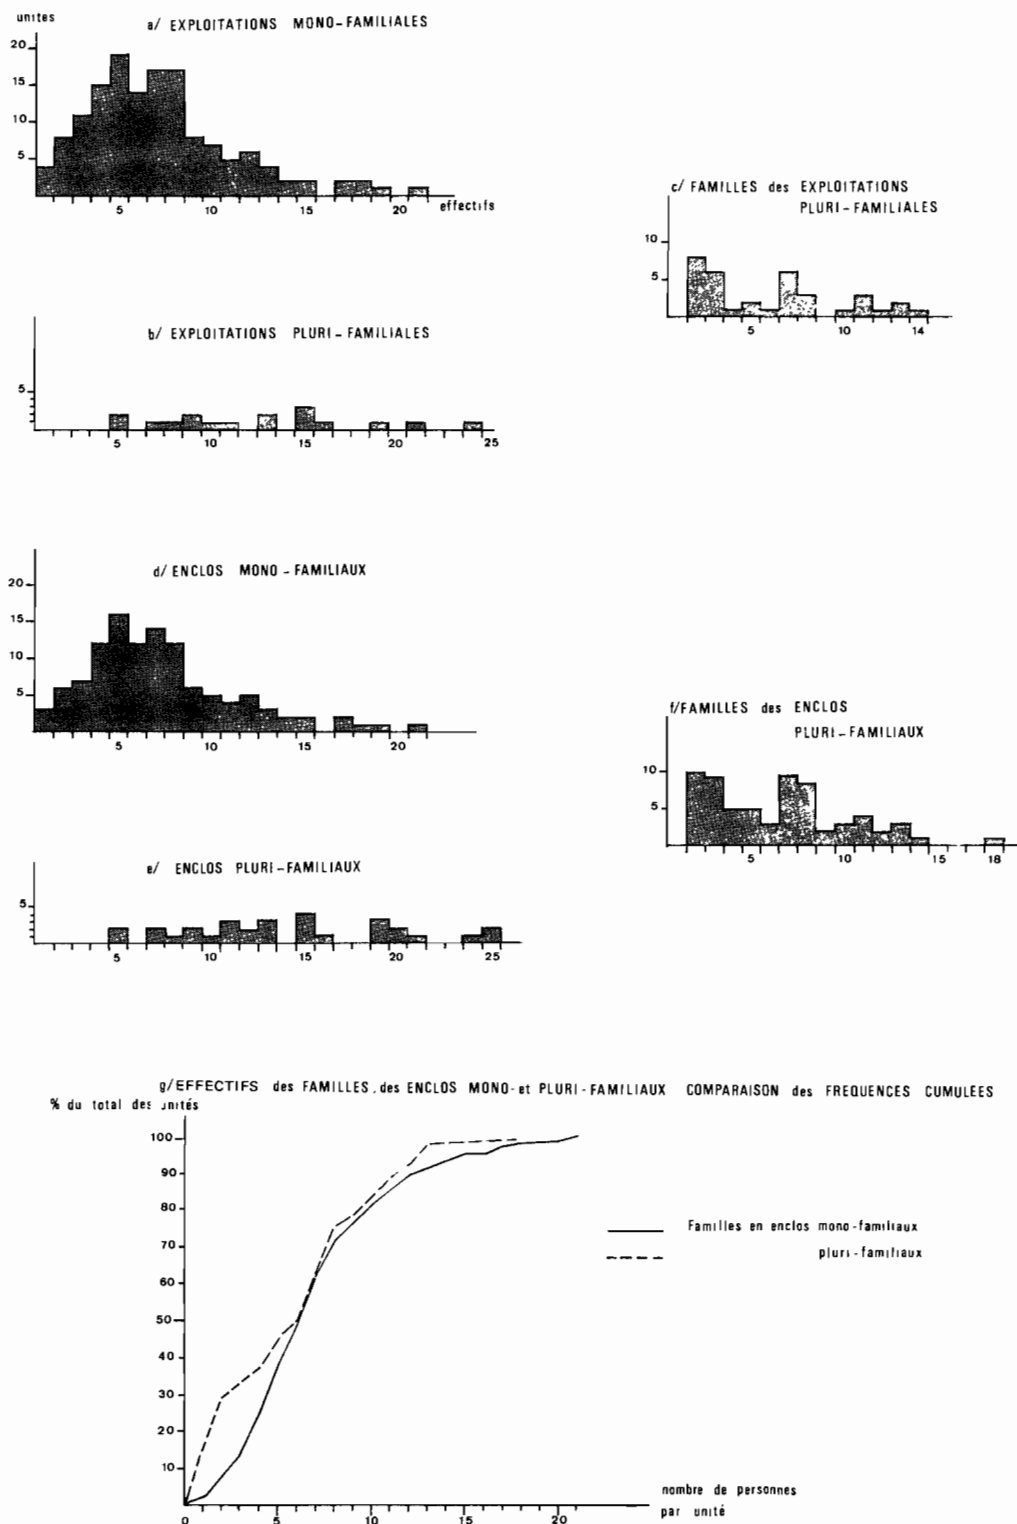 unites
a/ EXPLOITATIONS MONO-FAMILIALES
20
15
10
5
5 10 15 20 effectifs
c/ FAMILLES des EXPLOITATIONS
PLURI-FAMILIALES
10
5
5 10 14
b/ EXPLOITATIONS PLURI-FAMILIALES
5
5 10 15 20 25
d/ ENCLOS MONO-FAMILIAUX
20
15
10
5
5 10 15 20
f/ FAMILLES des ENCLOS
PLURI-FAMILIAUX
10
5
5 10 15 18
e/ ENCLOS PLURI-FAMILIAUX
5
5 10 15 20 25
g/ EFFECTIFS des FAMILLES, des ENCLOS MONO- et PLURI-FAMILIAUX COMPARAISON des FREQUENCES CUMULÉES
% du total des unités
100
90
80
70
60
50
40
30
20
10
Familles en enclos mono-familiaux
pluri-familiaux
0 5 10 15 20
nombre de personnes
par unité